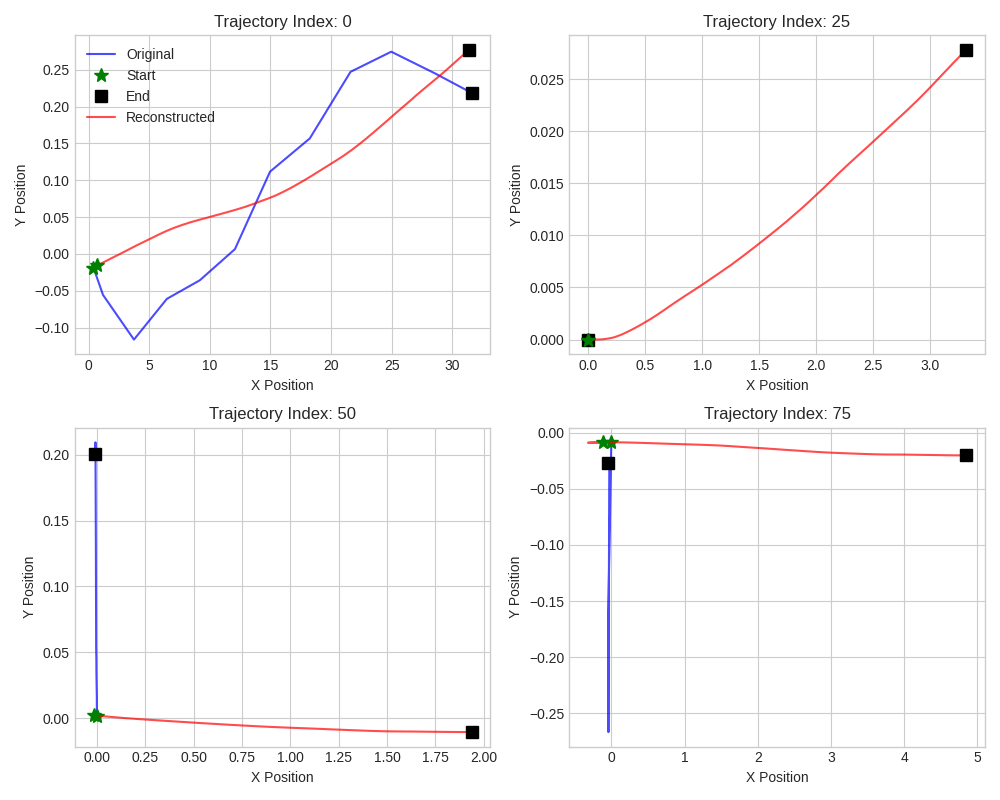 Trajectory Index: 0
Original
Start
End
Reconstructed
Y Position
0.25
0.20
0.15
0.10
0.05
0.00
−0.05
−0.10
0 5 10 15 20 25 30
X Position
Trajectory Index: 25
Y Position
0.025
0.020
0.015
0.010
0.005
0.000
0.0 0.5 1.0 1.5 2.0 2.5 3.0
X Position
Trajectory Index: 50
Y Position
0.20
0.15
0.10
0.05
0.00
0.00 0.25 0.50 0.75 1.00 1.25 1.50 1.75 2.00
X Position
Trajectory Index: 75
Y Position
0.00
−0.05
−0.10
−0.15
−0.20
−0.25
0 1 2 3 4 5
X Position